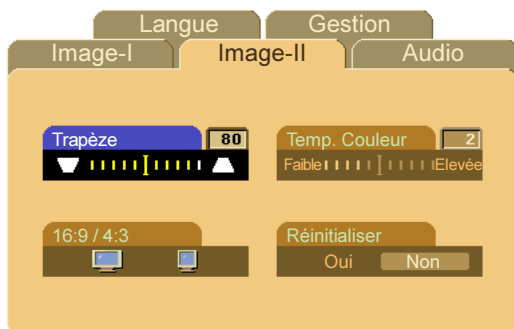 Langue Gestion
Image-I Image-II Audio
Trapèze 80
Temp. Couleur 2
Faible Elevée
16:9 / 4:3
Réinitialiser
Oui Non